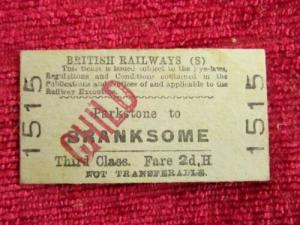 BRITISH RAILWAYS (S)
This ticket is issued subject to the Bye-laws,
Regulations and Conditions contained in the
Publications and Notices of and applicable to the
Railway Executive.
Parkstone to
BRANKSOME
Third Class. Fare 2d,H
NOT TRANSFERABLE.
CHILD
1515
1515